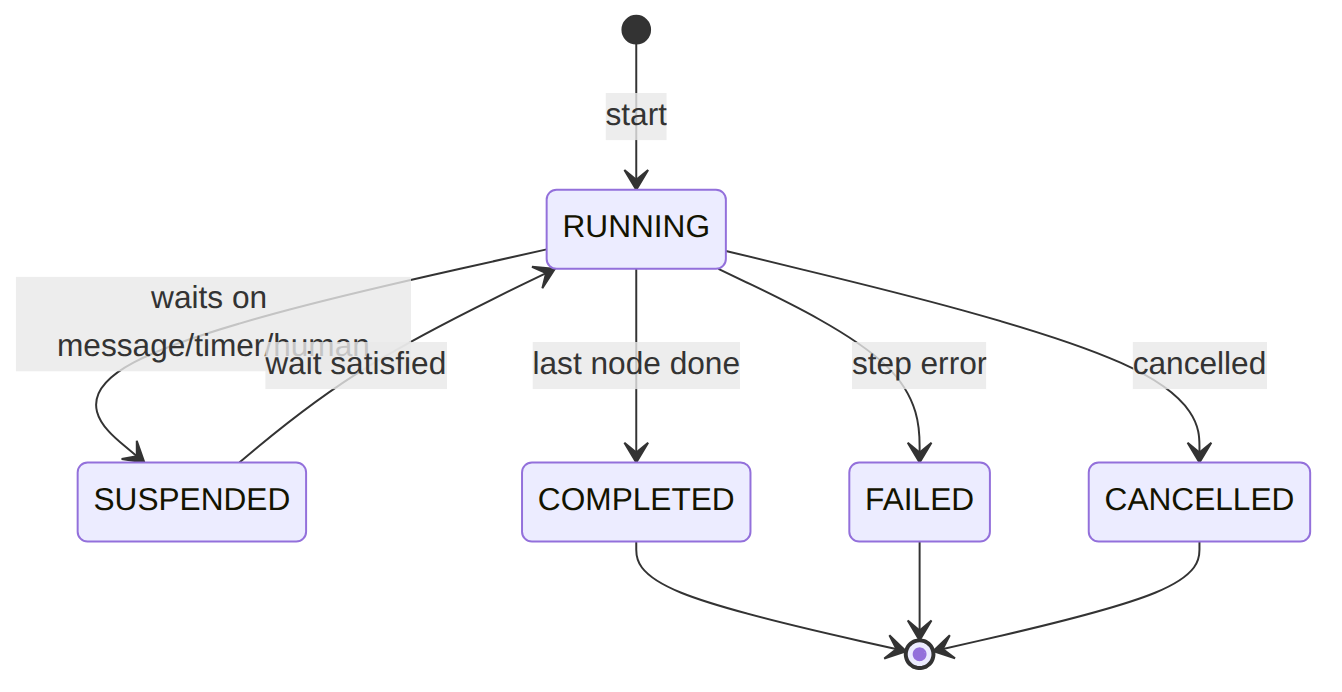 start
RUNNING
waits on
message/timer/human
wait satisfied
last node done
step error
cancelled
SUSPENDED
COMPLETED
FAILED
CANCELLED